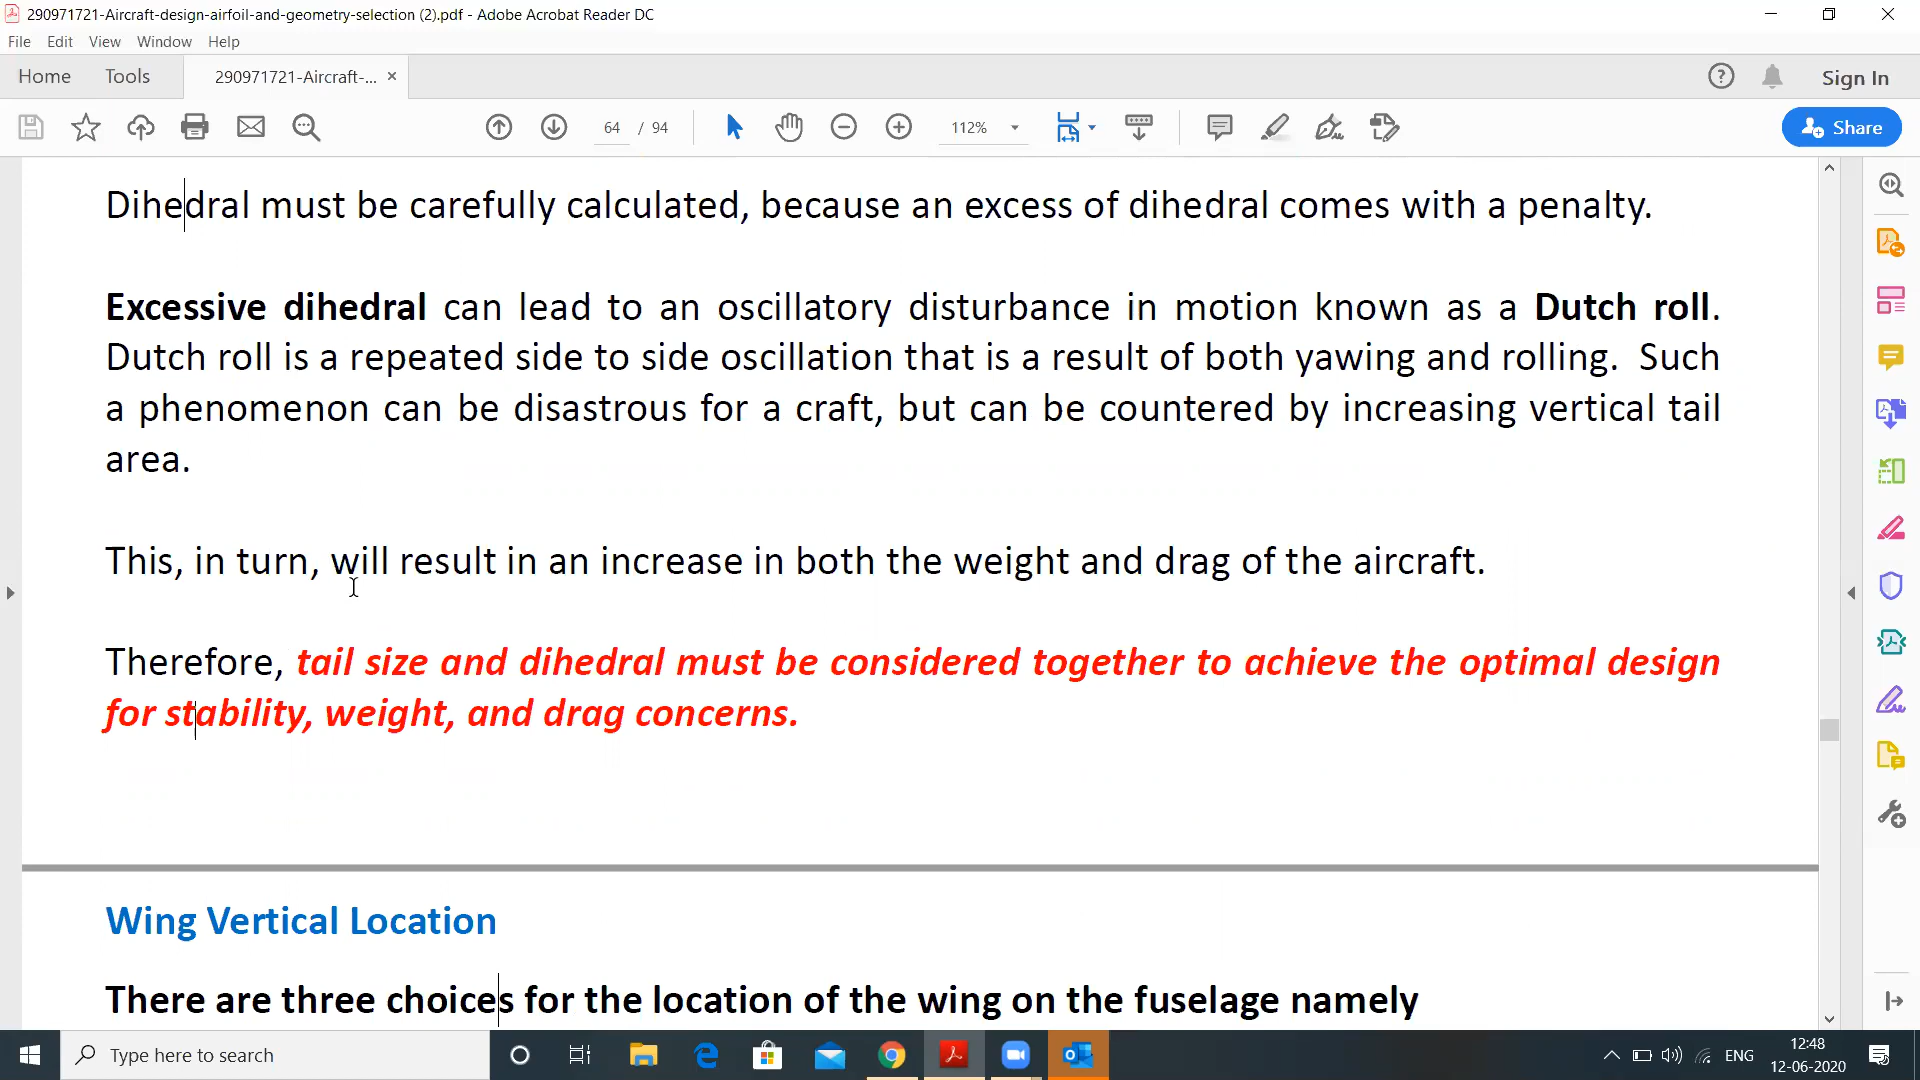 290971721-Aircraft-design-airfoil-and-geometry-selection (2).pdf - Adobe Acrobat Reader DC
File Edit View Window Help
Home Tools 290971721-Aircraft-... × Sign In
64 / 94 112% Share
Dihedral must be carefully calculated, because an excess of dihedral comes with a penalty.
Excessive dihedral can lead to an oscillatory disturbance in motion known as a Dutch roll.
Dutch roll is a repeated side to side oscillation that is a result of both yawing and rolling. Such
a phenomenon can be disastrous for a craft, but can be countered by increasing vertical tail
area.
This, in turn, will result in an increase in both the weight and drag of the aircraft.
Therefore, tail size and dihedral must be considered together to achieve the optimal design
for stability, weight, and drag concerns.
Wing Vertical Location
There are three choices for the location of the wing on the fuselage namely
Type here to search
ENG
12:48
12-06-2020